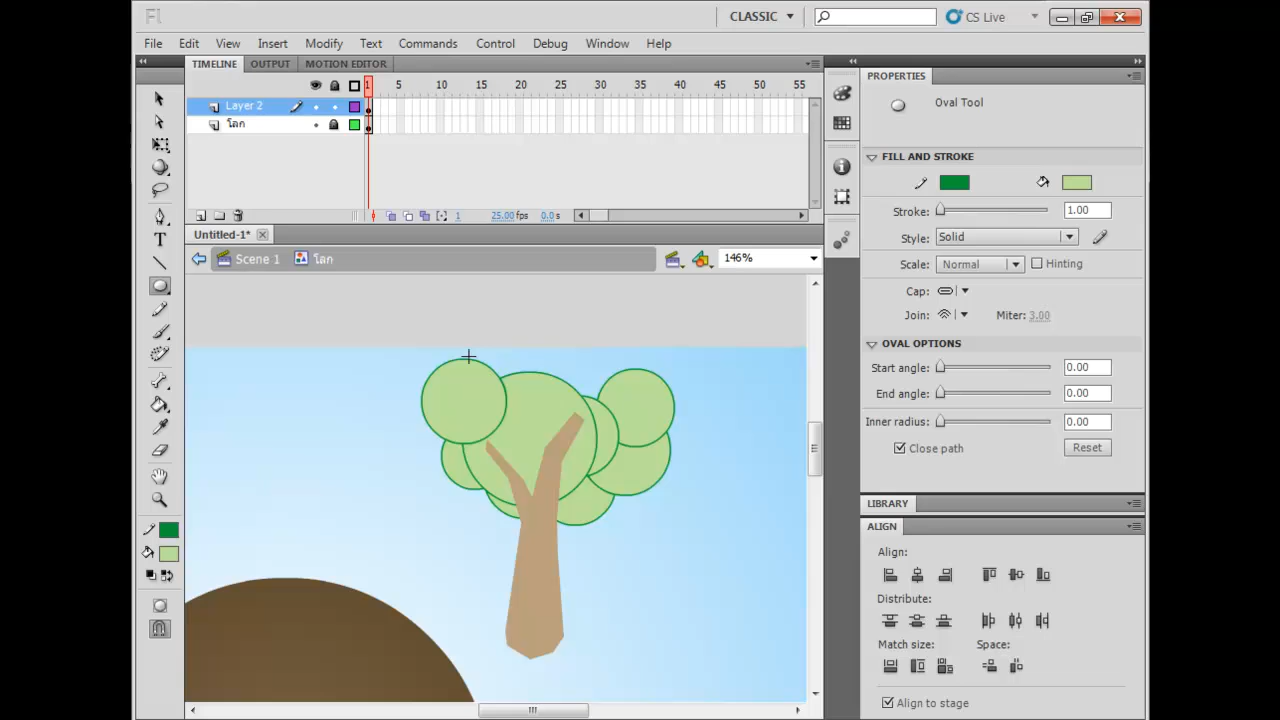 Fl
CLASSIC
CS Live
File Edit View Insert Modify Text Commands Control Debug Window Help
TIMELINE OUTPUT MOTION EDITOR
1 5 10 15 20 25 30 35 40 45 50 55
Layer 2
โลก
1 25.00 fps 0.0 s
Untitled-1*
Scene 1 โลก 146%
PROPERTIES
Oval Tool
FILL AND STROKE
Stroke: 1.00
Style: Solid
Scale: Normal Hinting
Cap:
Join: Miter: 3.00
OVAL OPTIONS
Start angle: 0.00
End angle: 0.00
Inner radius: 0.00
Close path Reset
LIBRARY
ALIGN
Align:
Distribute:
Match size: Space:
Align to stage
T